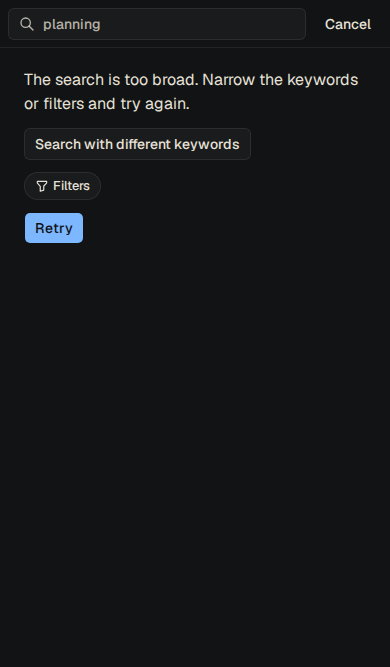 planning
Cancel
The search is too broad. Narrow the keywords
or filters and try again.
Search with different keywords
Filters
Retry